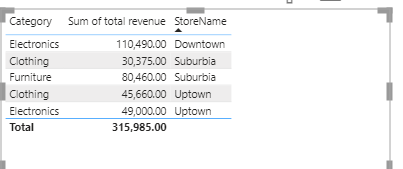 Category Sum of total revenue StoreName
Electronics 110,490.00 Downtown
Clothing 30,375.00 Suburbia
Furniture 80,460.00 Suburbia
Clothing 45,660.00 Uptown
Electronics 49,000.00 Uptown
Total 315,985.00